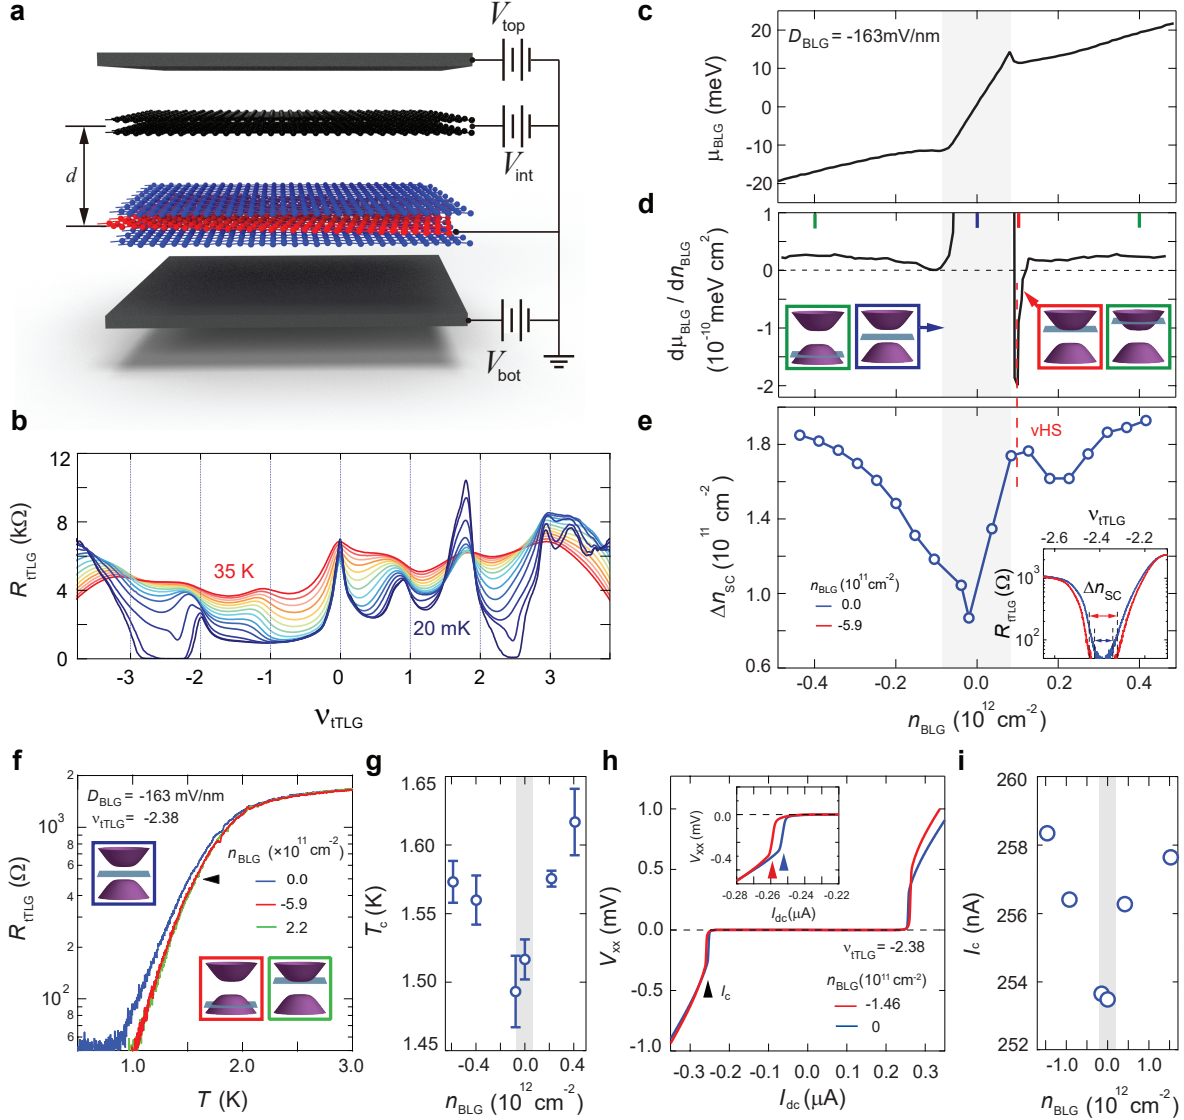 a
V_top
V_int
V_bot
d
b
R_tTLG (kΩ)
12
8
4
0
35 K
20 mK
-3
-2
-1
0
1
2
3
ν_tTLG
c
D_BLG = -163mV/nm
μ_BLG (meV)
20
10
0
-10
-20
d
dμ_BLG / dn_BLG
(10^-10 meV cm^2)
1
0
-1
-2
e
vHS
Δn_SC (10^11 cm^-2)
1.8
1.4
1.0
0.6
n_BLG (10^11 cm^-2)
0.0
-5.9
ν_tTLG
-2.6
-2.4
-2.2
R_tTLG (Ω)
10^3
10^2
Δn_SC
-0.4
-0.2
0.0
0.2
0.4
n_BLG (10^12 cm^-2)
f
D_BLG = -163 mV/nm
ν_tTLG = -2.38
n_BLG (×10^11 cm^-2)
0.0
-5.9
2.2
R_tTLG (Ω)
2
10^3
8
6
4
2
10^2
8
6
1.0
2.0
3.0
T (K)
g
T_c (K)
1.65
1.60
1.55
1.50
1.45
-0.5
0.0
0.5
n_BLG (10^12 cm^-2)
h
V_xx (mV)
1.0
0.5
0.0
-0.5
-1.0
V_xx (mV)
0.0
-0.4
-0.28
-0.26
-0.24
-0.22
I_dc (μA)
ν_tTLG = -2.38
n_BLG (10^11 cm^-2)
-1.46
0
I_c
-0.3
-0.2
-0.1
0.0
0.1
0.2
0.3
I_dc (μA)
i
I_c (nA)
260
258
256
254
252
-1.0
0.0
1.0
n_BLG (10^12 cm^-2)